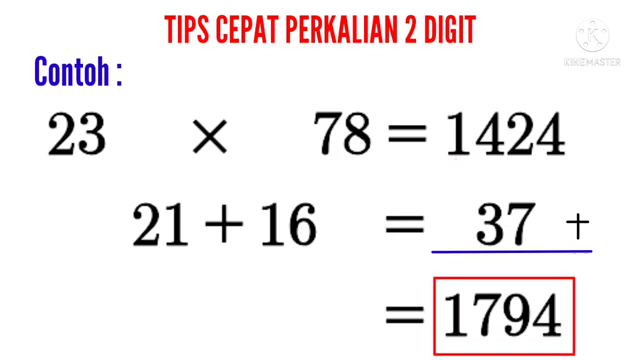 TIPS CEPAT PERKALIAN 2 DIGIT
KINEMASTER
Contoh :
23 × 78 = 1424
21 + 16 = 37 +
= 1794